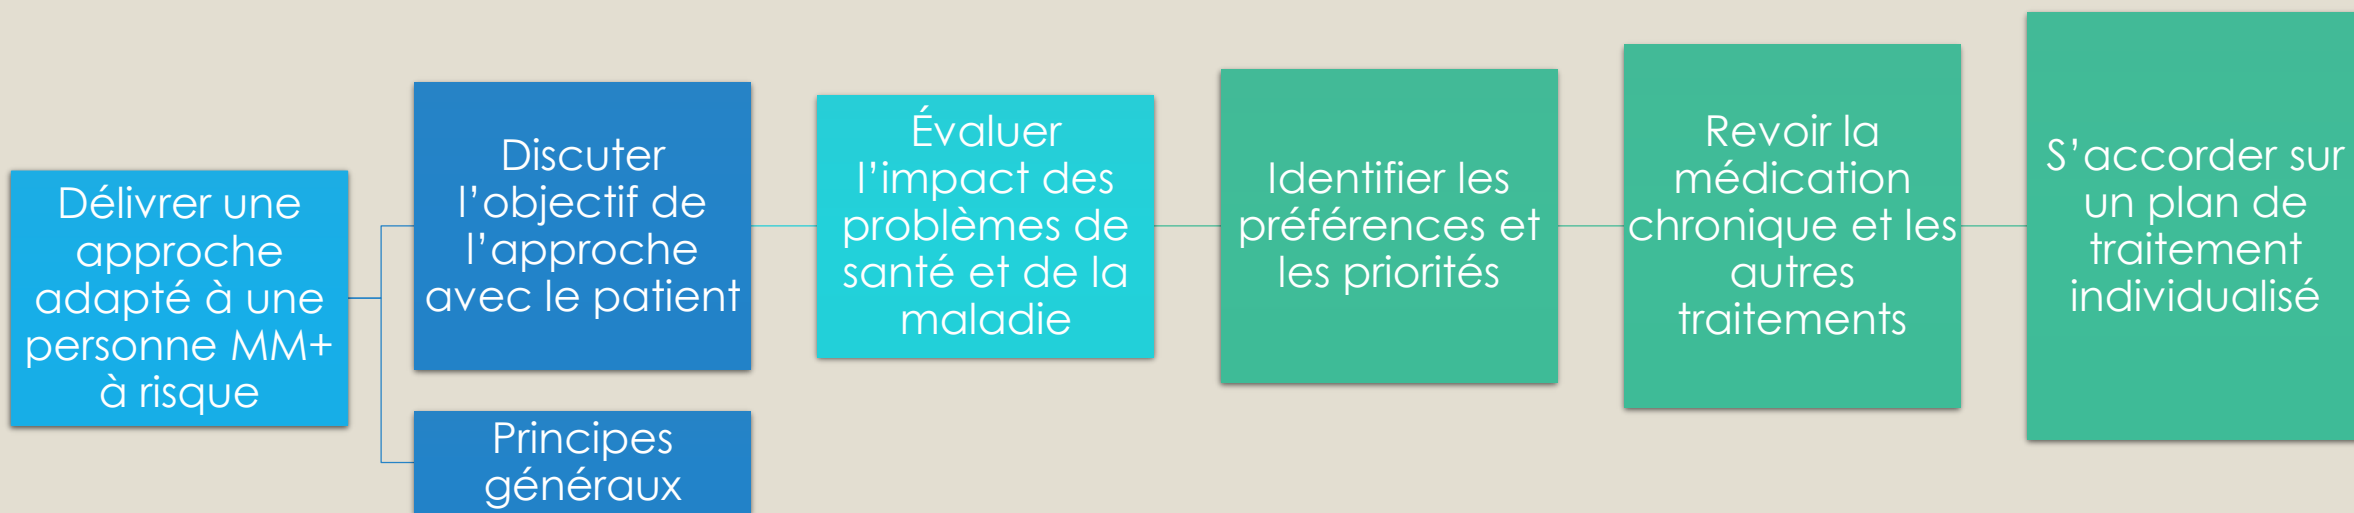 Délivrer une
approche
adapté à une
personne MM+
à risque
Discuter
l’objectif de
l’approche
avec le patient
Principes
généraux
Évaluer
l’impact des
problèmes de
santé et de la
maladie
Identifier les
préférences et
les priorités
Revoir la
médication
chronique et les
autres
traitements
S’accorder sur
un plan de
traitement
individualisé